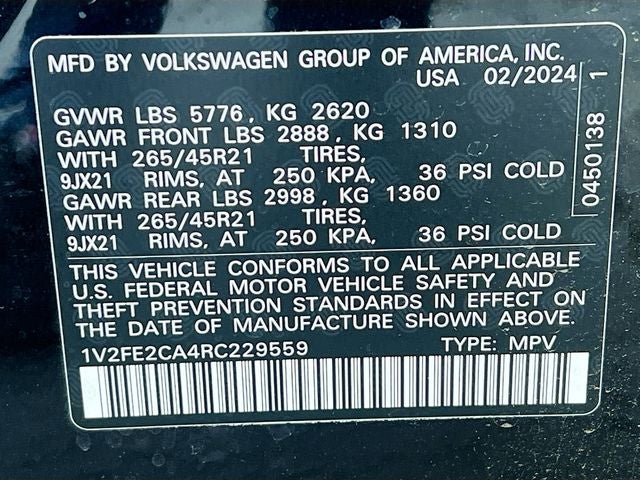 MFD BY VOLKSWAGEN GROUP OF AMERICA, INC.
USA 02/2024
GVWR LBS 5776, KG 2620
GAWR FRONT LBS 2888, KG 1310
WITH 265/45R21 TIRES,
9JX21 RIMS, AT 250 KPA, 36 PSI COLD
GAWR REAR LBS 2998, KG 1360
WITH 265/45R21 TIRES,
9JX21 RIMS, AT 250 KPA, 36 PSI COLD
THIS VEHICLE CONFORMS TO ALL APPLICABLE
U.S. FEDERAL MOTOR VEHICLE SAFETY AND
THEFT PREVENTION STANDARDS IN EFFECT ON
THE DATE OF MANUFACTURE SHOWN ABOVE.
1V2FE2CA4RC229559 TYPE: MPV
0450138 1